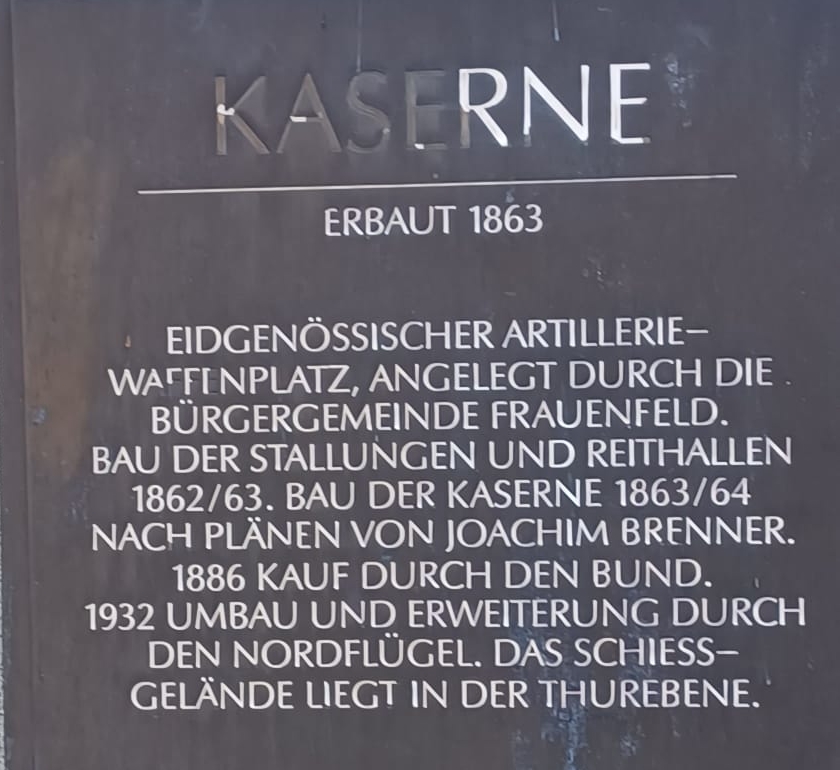 KASERNE
ERBAUT 1863
EIDGENÖSSISCHER ARTILLERIE–
WAFFENPLATZ, ANGELEGT DURCH DIE
BÜRGERGEMEINDE FRAUENFELD.
BAU DER STALLUNGEN UND REITHALLEN
1862/63. BAU DER KASERNE 1863/64
NACH PLÄNEN VON JOACHIM BRENNER.
1886 KAUF DURCH DEN BUND.
1932 UMBAU UND ERWEITERUNG DURCH
DEN NORDFLÜGEL. DAS SCHIESS–
GELÄNDE LIEGT IN DER THUREBENE.